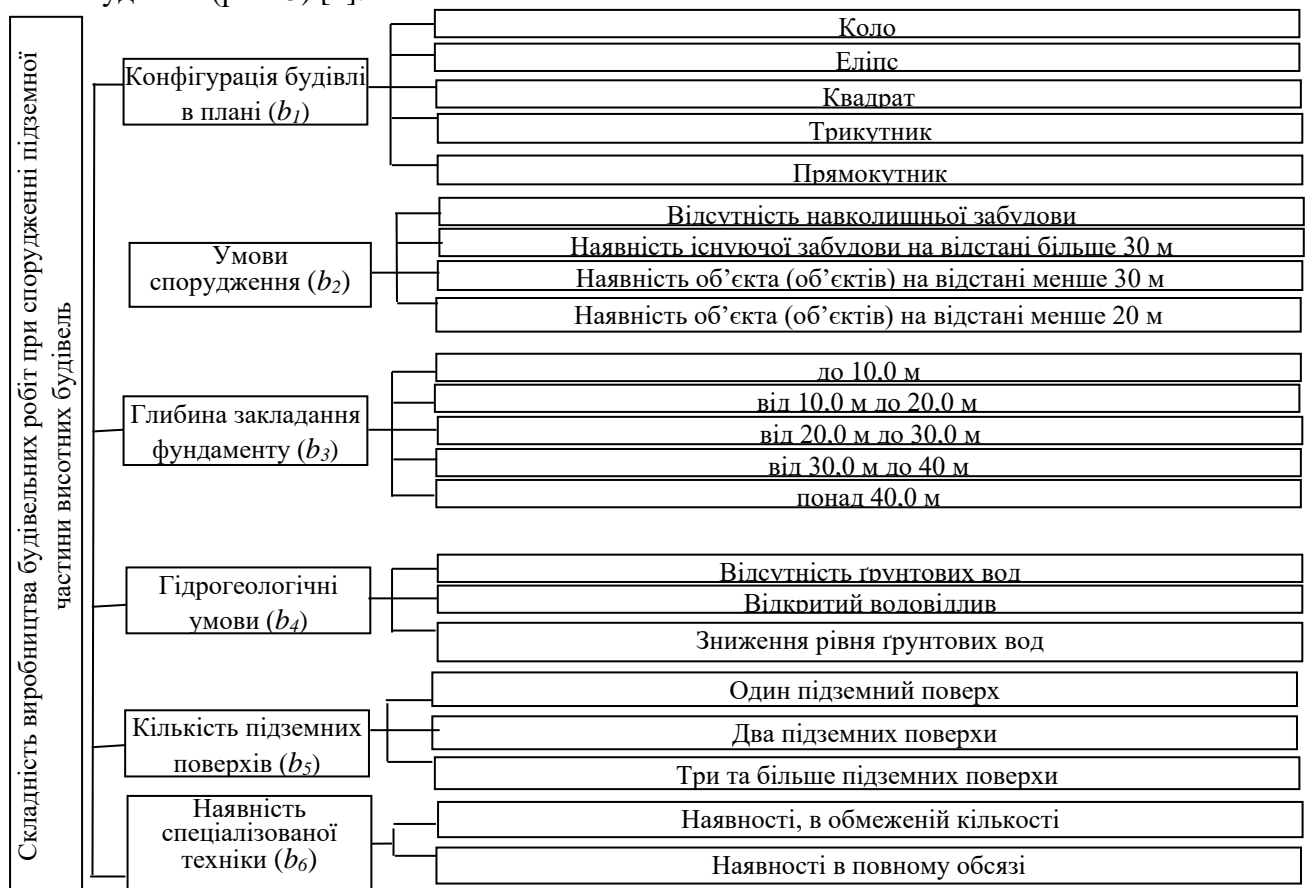 Складність виробництва будівельних робіт при спорудженні підземної
частини висотних будівель
Конфігурація будівлі
в плані (b1)
Коло
Еліпс
Квадрат
Трикутник
Прямокутник
Умови
спорудження (b2)
Відсутність навколишньої забудови
Наявність існуючої забудови на відстані більше 30 м
Наявність об’єкта (об’єктів) на відстані менше 30 м
Наявність об’єкта (об’єктів) на відстані менше 20 м
Глибина закладання
фундаменту (b3)
до 10,0 м
від 10,0 м до 20,0 м
від 20,0 м до 30,0 м
від 30,0 м до 40 м
понад 40,0 м
Гідрогеологічні
умови (b4)
Відсутність ґрунтових вод
Відкритий водовідлив
Зниження рівня ґрунтових вод
Кількість підземних
поверхів (b5)
Один підземний поверх
Два підземних поверхи
Три та більше підземних поверхи
Наявність
спеціалізованої
техніки (b6)
Наявності, в обмеженій кількості
Наявності в повному обсязі